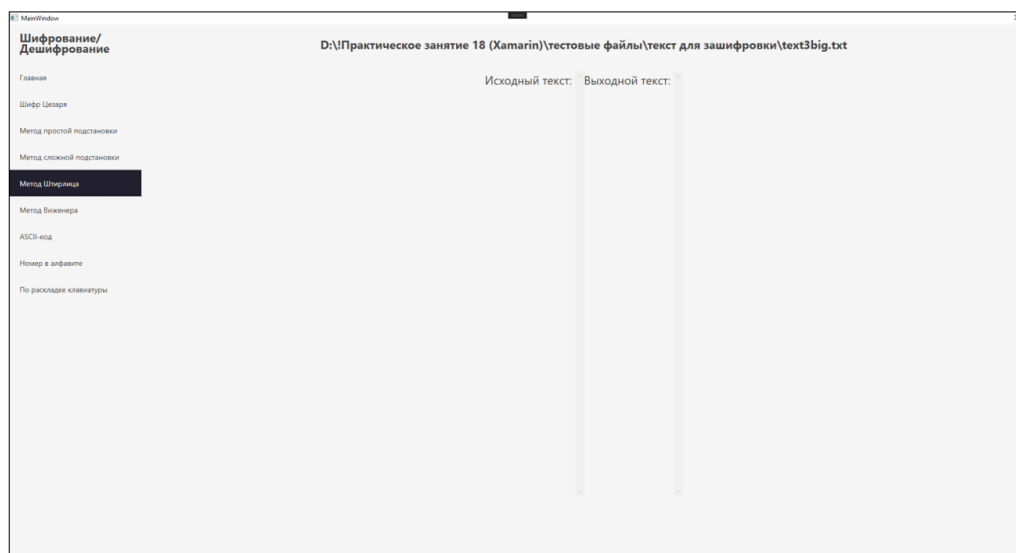 MainWindow
Шифрование/
Дешифрование
D:\!Практическое занятие 18 (Xamarin)\тестовые файлы\текст для зашифровки\text3big.txt
Главная
Исходный текст:
Выходной текст:
Шифр Цезаря
Метод простой подстановки
Метод сложной подстановки
Метод Штирлица
Метод Виженера
ASCII-код
Номер в алфавите
По раскладке клавиатуры